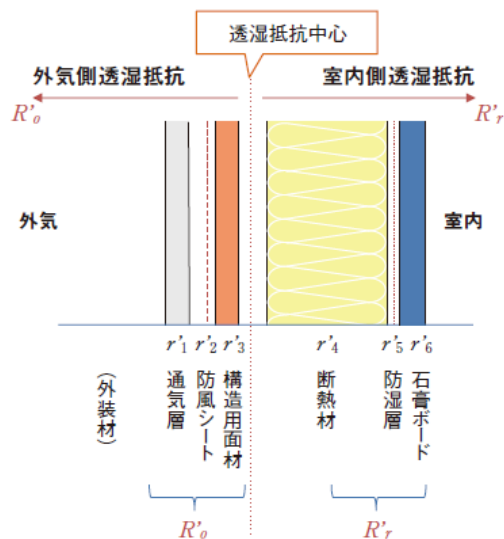 透湿抵抗中心
外気側透湿抵抗
室内側透湿抵抗
R'o
R'r
外気
室内
r'1
r'2
r'3
r'4
r'5
r'6
(外装材)
通気層
防風シート
構造用面材
断熱材
防湿層
石膏ボード
R'o
R'r